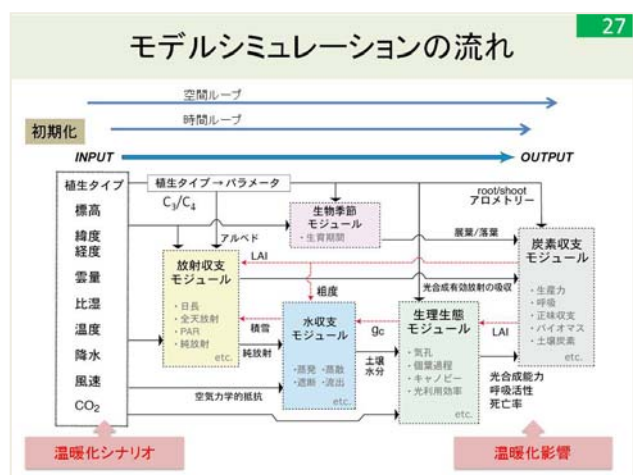 27
モデルシミュレーションの流れ
空間ループ
初期化
時間ループ
INPUT
OUTPUT
植生タイプ
標高
緯度
経度
雲量
比湿
温度
降水
風速
CO2
植生タイプ→パラメータ
C3/C4
アルベド
root/shoot
アロメトリー
生物季節
モジュール
・生育期間
展葉/落葉
放射収支
モジュール
・日長
・全天放射
・PAR
・純放射
etc.
LAI
粗度
光合成有効放射の吸収
積雪
純放射
水収支
モジュール
・蒸発 ・蒸散
・遮断 ・流出
etc.
gc
土壌
水分
空気力学的抵抗
生理生態
モジュール
・気孔
・個葉過程
・キャノピー
・光利用効率
etc.
LAI
光合成能力
呼吸活性
死亡率
炭素収支
モジュール
・生産力
・呼吸
・正味収支
・バイオマス
・土壌炭素
etc.
温暖化シナリオ
温暖化影響